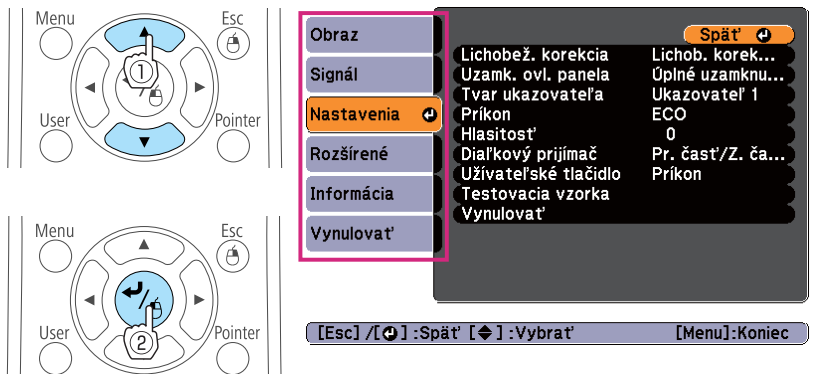 Menu
Esc
1
User
Pointer
Menu
Esc
User
2
Pointer
Obraz
Signál
Nastavenia
Rozšírené
Informácia
Vynulovať
Späť
Lichobež. korekcia Lichob. korek...
Uzamk. ovl. panela Úplné uzamknu...
Tvar ukazovateľa Ukazovateľ 1
Príkon ECO
Hlasitosť 0
Diaľkový prijímač Pr. časť/Z. ča...
Užívateľské tlačidlo Príkon
Testovacia vzorka
Vynulovať
[Esc] /[ ] :Späť [ ] :Vybrať [Menu]:Koniec